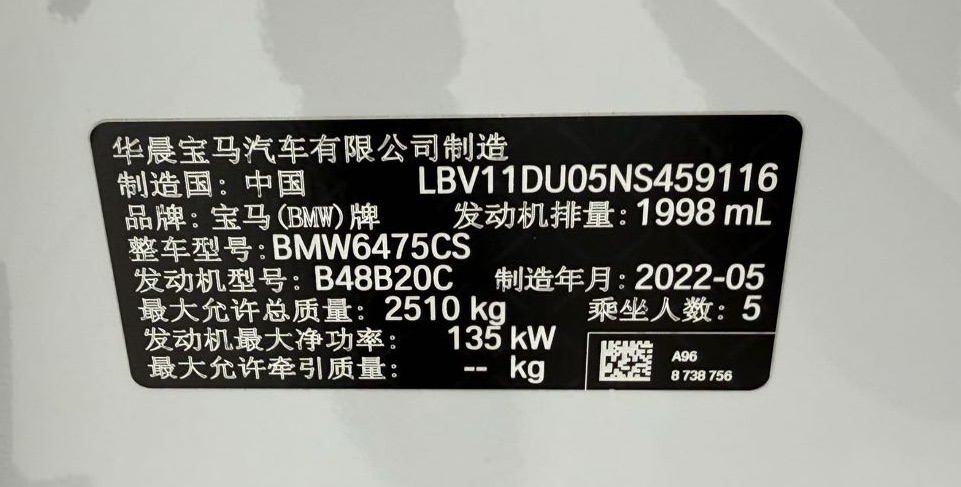 华晨宝马汽车有限公司制造
制造国：中国 LBV11DU05NS459116
品牌：宝马(BMW)牌 发动机排量：1998 mL
整车型号：BMW6475CS
发动机型号：B48B20C 制造年月：2022-05
最大允许总质量：2510 kg 乘坐人数：5
发动机最大净功率：135 kW
最大允许牵引质量：-- kg
A96
8 738 756